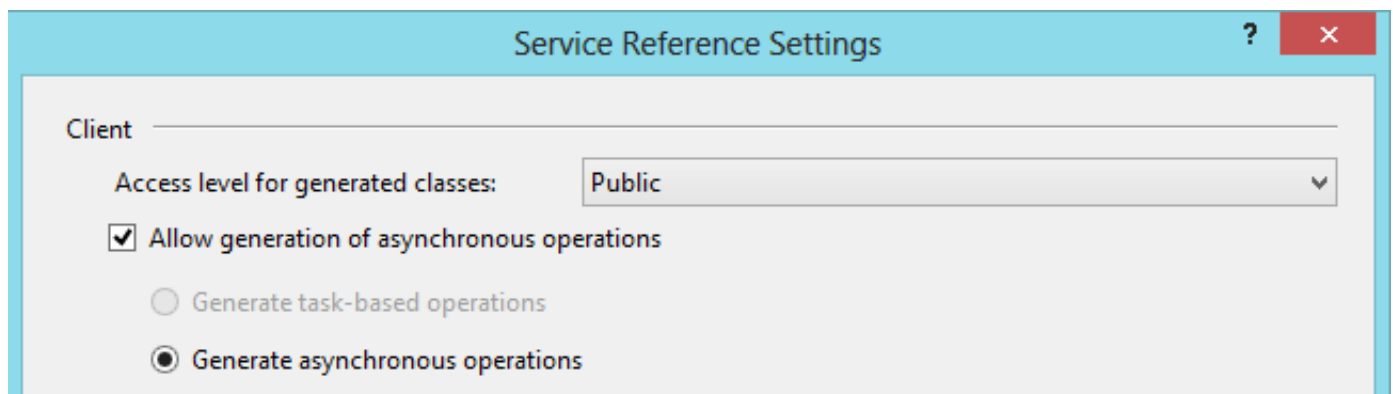 Service Reference Settings
?
Client
Access level for generated classes: Public
Allow generation of asynchronous operations
Generate task-based operations
Generate asynchronous operations